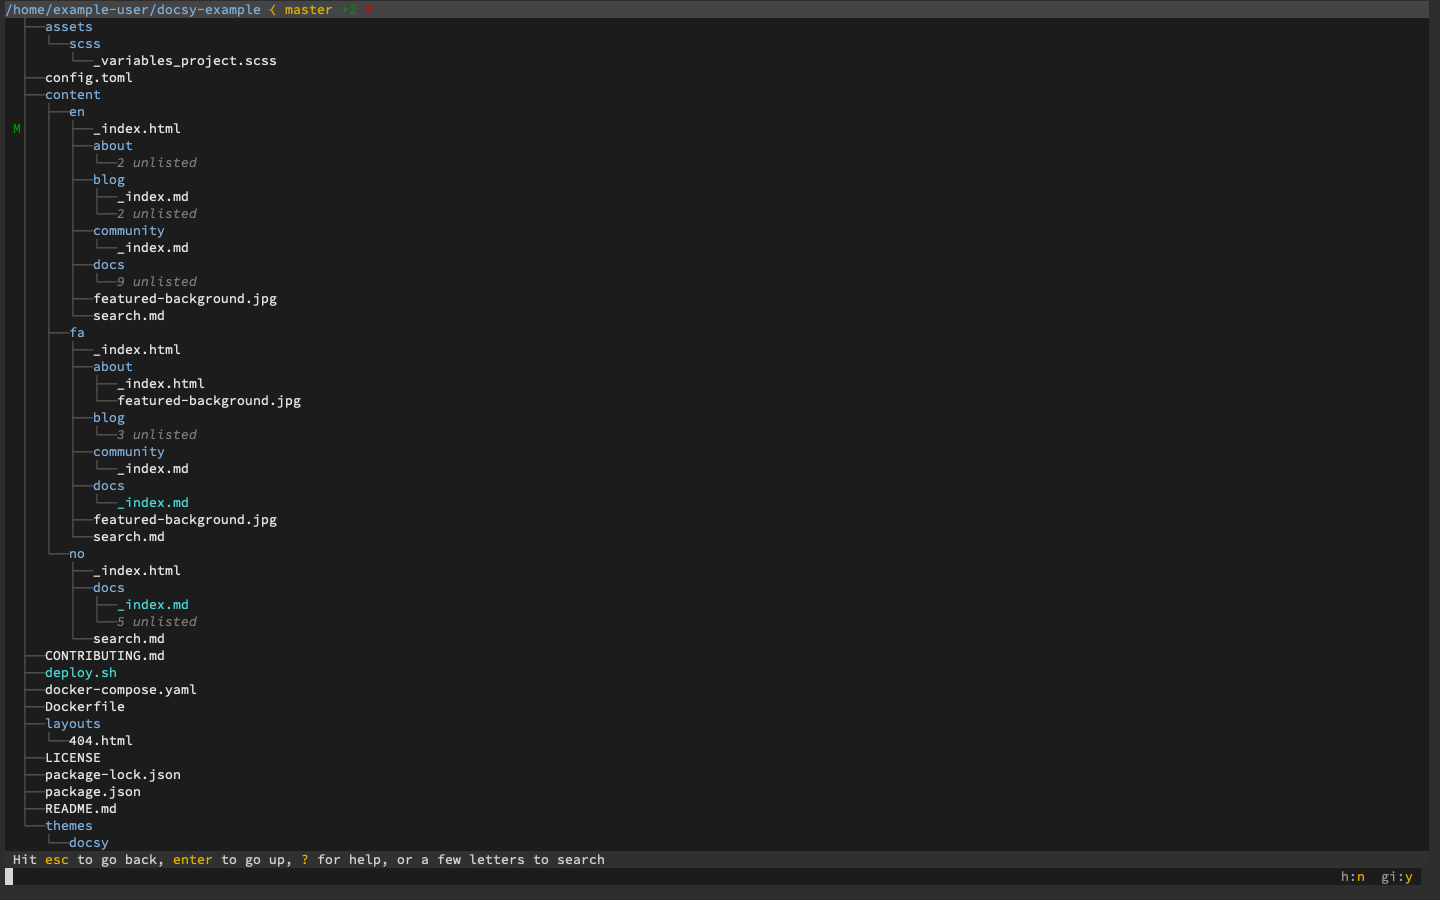 /home/example-user/docsy-example master +2 2
assets
scss
_variables_project.scss
config.toml
content
en
M _index.html
about
2 unlisted
blog
_index.md
2 unlisted
community
_index.md
docs
9 unlisted
featured-background.jpg
search.md
fa
_index.html
about
_index.html
featured-background.jpg
blog
3 unlisted
community
_index.md
docs
_index.md
featured-background.jpg
search.md
no
_index.html
docs
_index.md
5 unlisted
search.md
CONTRIBUTING.md
deploy.sh
docker-compose.yaml
Dockerfile
layouts
404.html
LICENSE
package-lock.json
package.json
README.md
themes
docsy
Hit esc to go back, enter to go up, ? for help, or a few letters to search
h:n gi:y